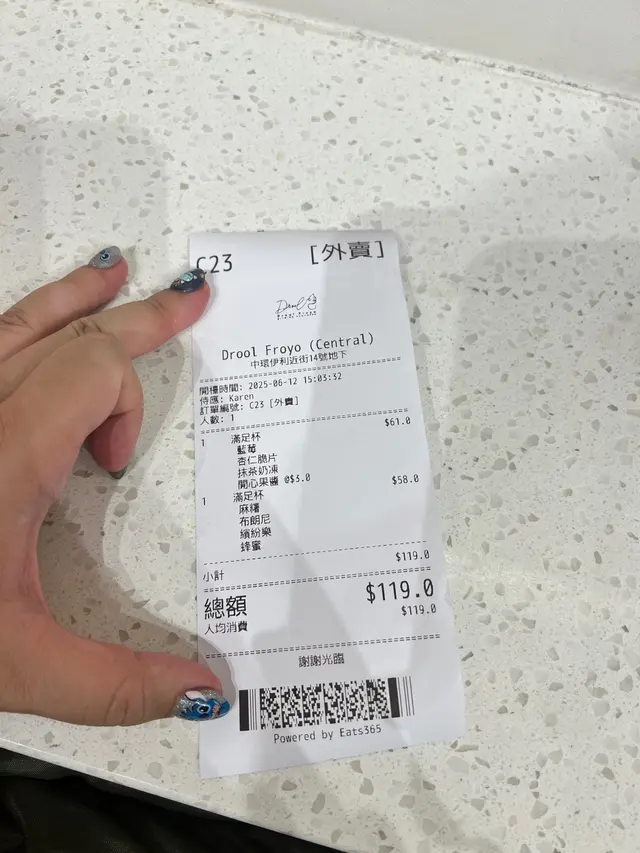 C23 [外賣]
Drool
Drool Froyo (Central)
中環伊利近街14號地下
開檯時間: 2025-06-12 15:03:32
侍應: Karen
訂單編號: C23 [外賣]
人數: 1
1 滿足杯 $61.0
藍莓
杏仁脆片
抹茶奶凍
開心果醬 @$3.0
1 滿足杯 $58.0
麻糬
布朗尼
繽紛樂
蜂蜜
小計 $119.0
總額 $119.0
人均消費 $119.0
謝謝光臨
Powered by Eats365